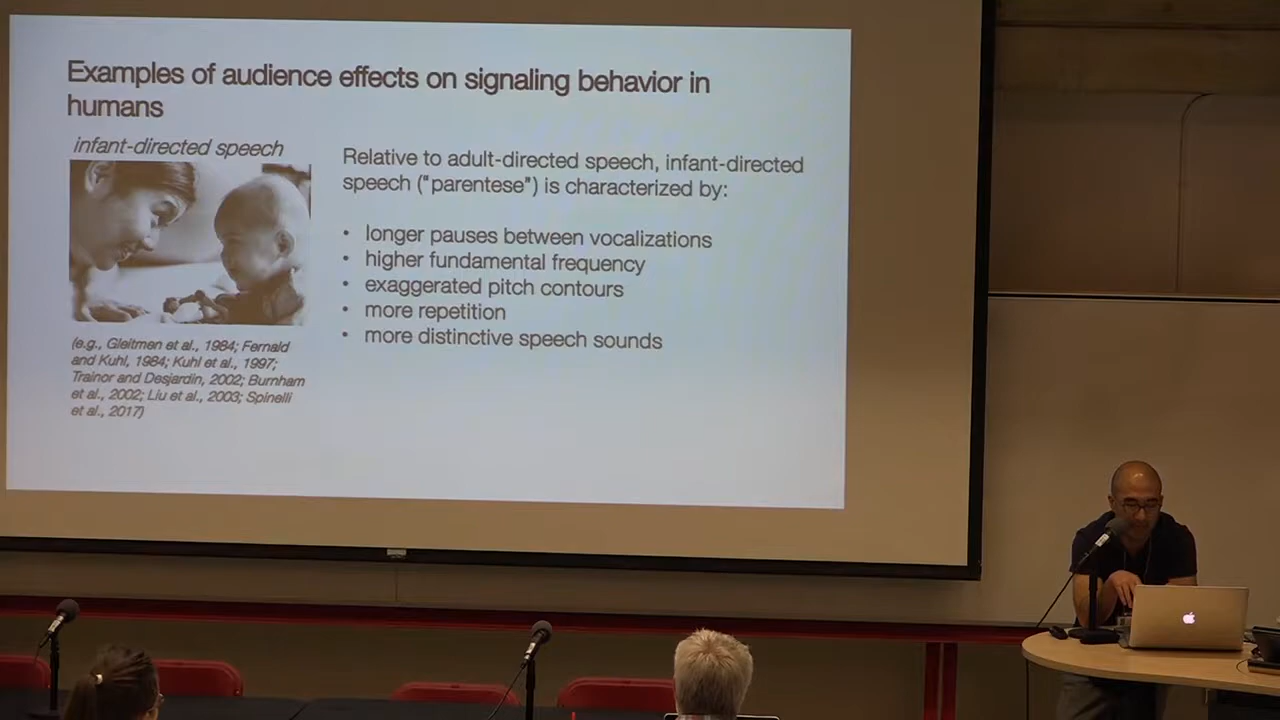 Examples of audience effects on signaling behavior in
humans
infant-directed speech
Relative to adult-directed speech, infant-directed
speech ("parentese") is characterized by:
• longer pauses between vocalizations
• higher fundamental frequency
• exaggerated pitch contours
• more repetition
• more distinctive speech sounds
(e.g., Gleitman et al., 1984; Fernald
and Kuhl, 1984; Kuhl et al., 1997;
Trainor and Desjardin, 2002; Burnham
et al., 2002; Liu et al., 2003; Spinelli
et al., 2017)